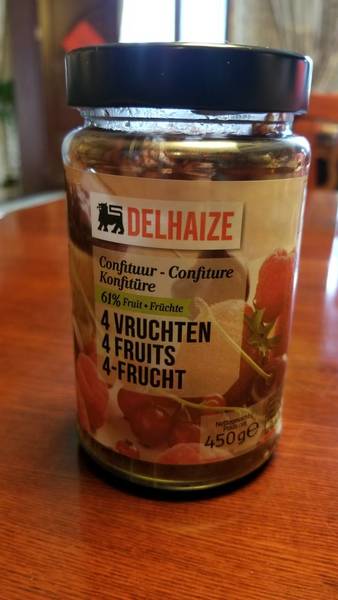 DELHAIZE
Confituur - Confiture
Konfitüre
61% Fruit • Früchte
4 VRUCHTEN
4 FRUITS
4-FRUCHT
450g℮